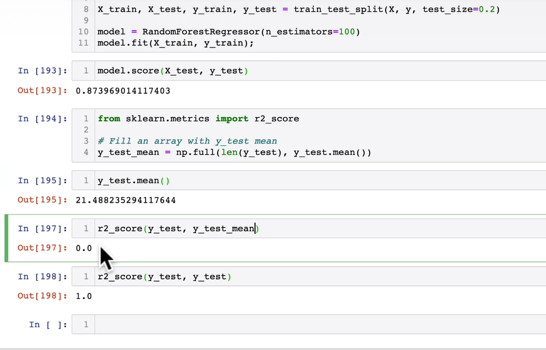 8 X_train, X_test, y_train, y_test = train_test_split(X, y, test_size=0.2)
9
10 model = RandomForestRegressor(n_estimators=100)
11 model.fit(X_train, y_train);
In [193]: 1 model.score(X_test, y_test)
Out[193]: 0.873969014117403
In [194]: 1 from sklearn.metrics import r2_score
2
3 # Fill an array with y_test mean
4 y_test_mean = np.full(len(y_test), y_test.mean())
In [195]: 1 y_test.mean()
Out[195]: 21.488235294117644
In [197]: 1 r2_score(y_test, y_test_mean)
Out[197]: 0.0
In [198]: 1 r2_score(y_test, y_test)
Out[198]: 1.0
In [ ]: 1